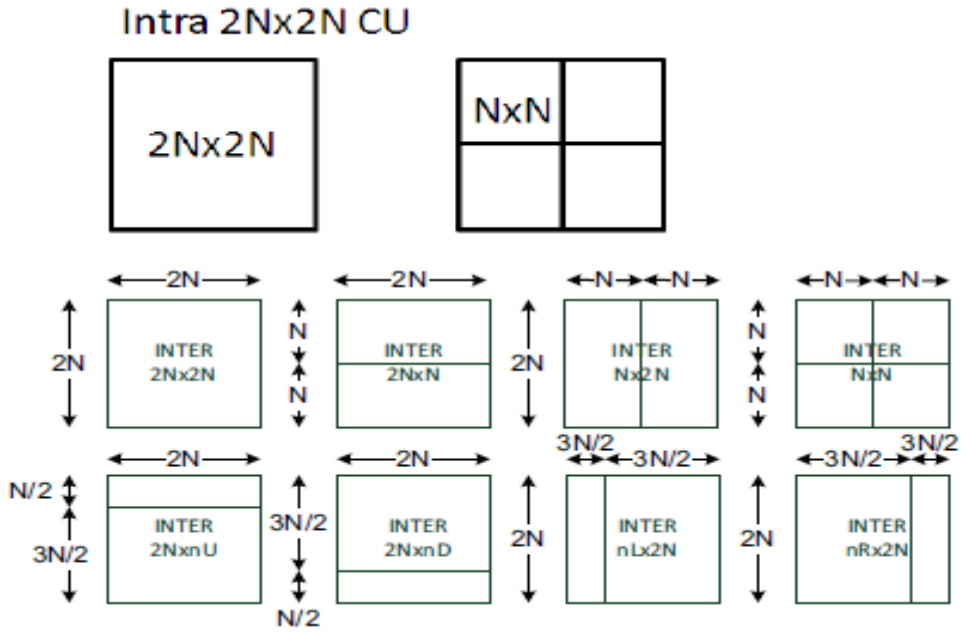 Intra 2Nx2N CU
2Nx2N
NxN
2N
2N
N
N
N
N
2N
INTER
2Nx2N
N
N
INTER
2NxN
2N
INTER
Nx2N
N
N
INTER
NxN
2N
2N
3N/2
3N/2
3N/2
3N/2
N/2
3N/2
INTER
2NxnU
3N/2
N/2
INTER
2NxnD
2N
INTER
nLx2N
2N
INTER
nRx2N